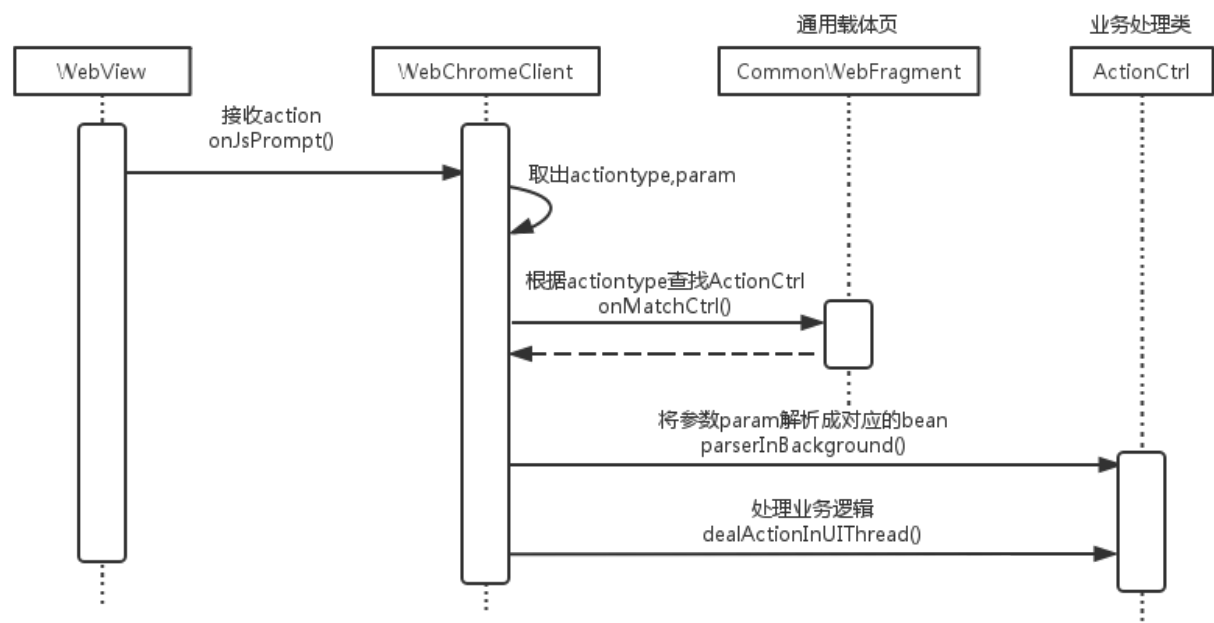 通用载体页
业务处理类
WebView
WebChromeClient
CommonWebFragment
ActionCtrl
接收action
onJsPrompt()
取出actiontype,param
根据actiontype查找ActionCtrl
onMatchCtrl()
将参数param解析成对应的bean
parserInBackground()
处理业务逻辑
dealActionInUIThread()